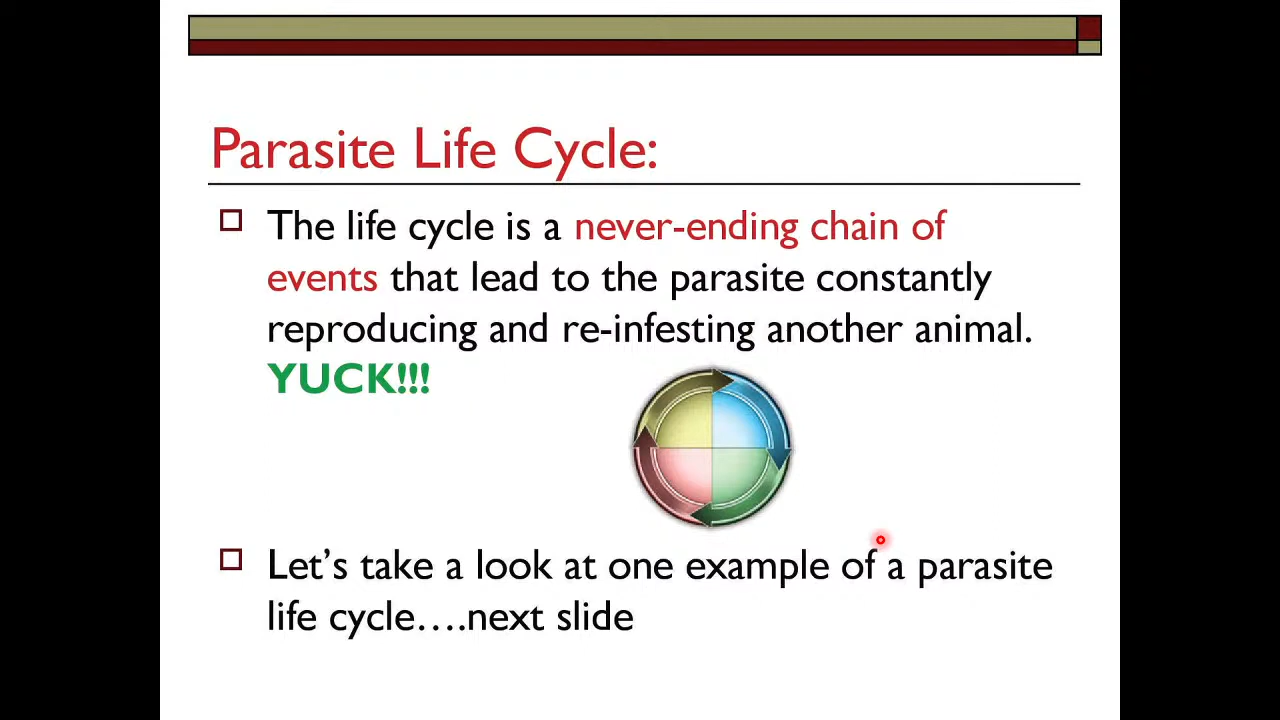 Parasite Life Cycle:
The life cycle is a never-ending chain of
events that lead to the parasite constantly
reproducing and re-infesting another animal.
YUCK!!!
Let’s take a look at one example of a parasite
life cycle….next slide